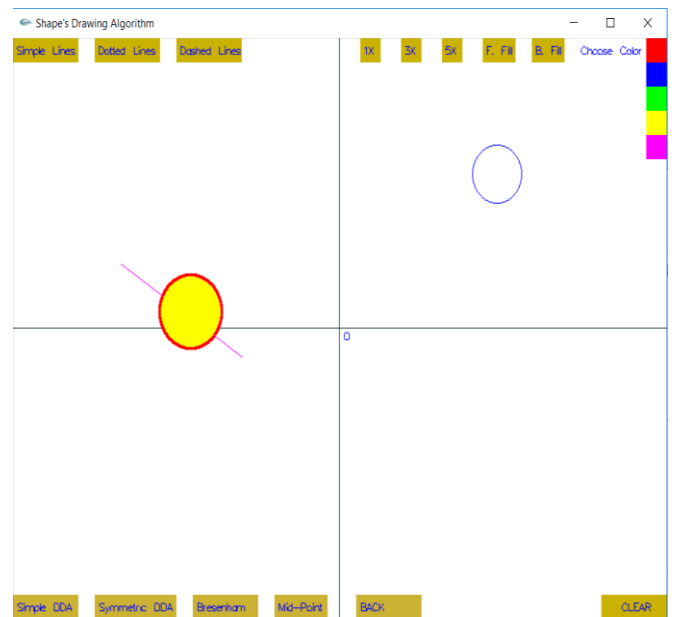 Shape's Drawing Algorithm
Simple Lines Dotted Lines Dashed Lines 1X 3X 5X F. Fill B. Fill Choose Color
0
Simple DDA Symmetric DDA Bresenham Mid-Point BACK CLEAR